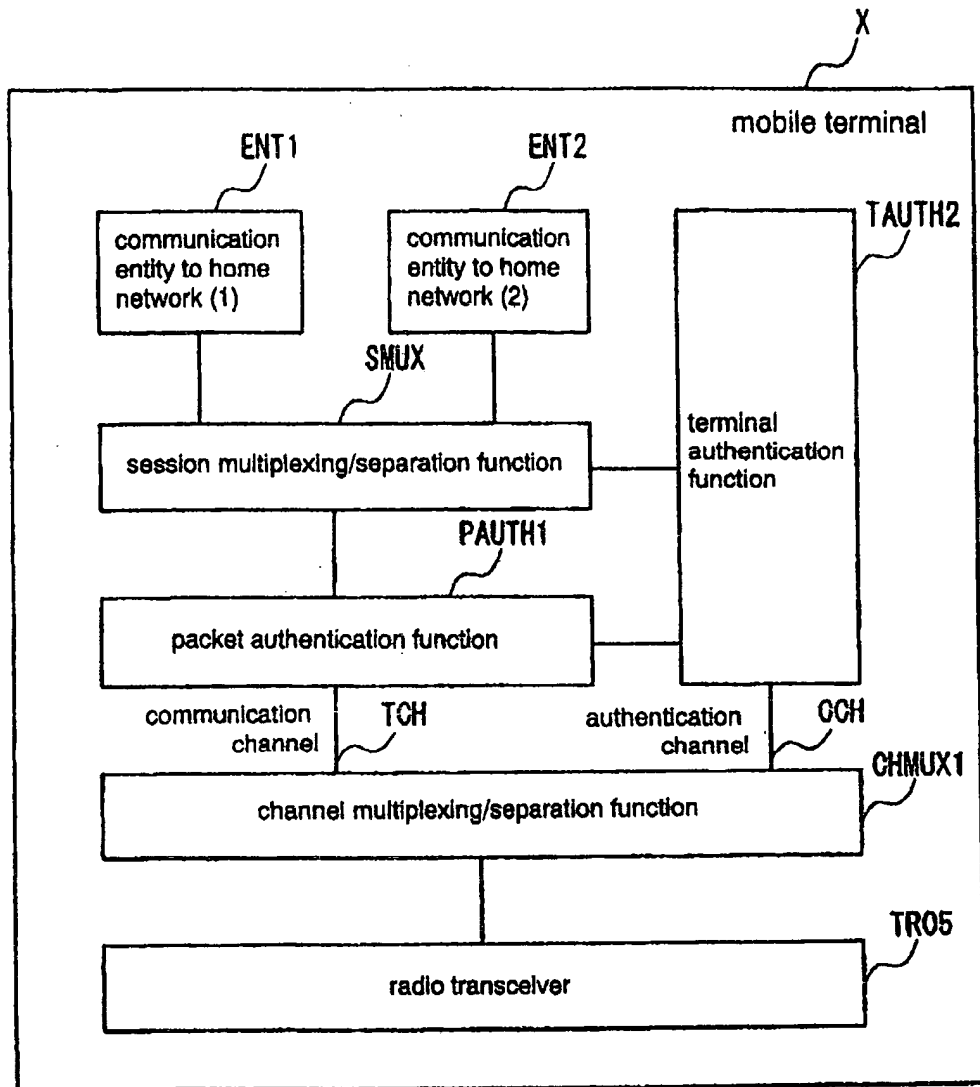 X
mobile terminal
ENT1
ENT2
TAUTH2
communication
entity to home
network (1)
communication
entity to home
network (2)
SMUX
terminal
authentication
function
session multiplexing/separation function
PAUTH1
packet authentication function
communication
channel
TCH
authentication
channel
CCH
CHMUX1
channel multiplexing/separation function
TR05
radio transceiver